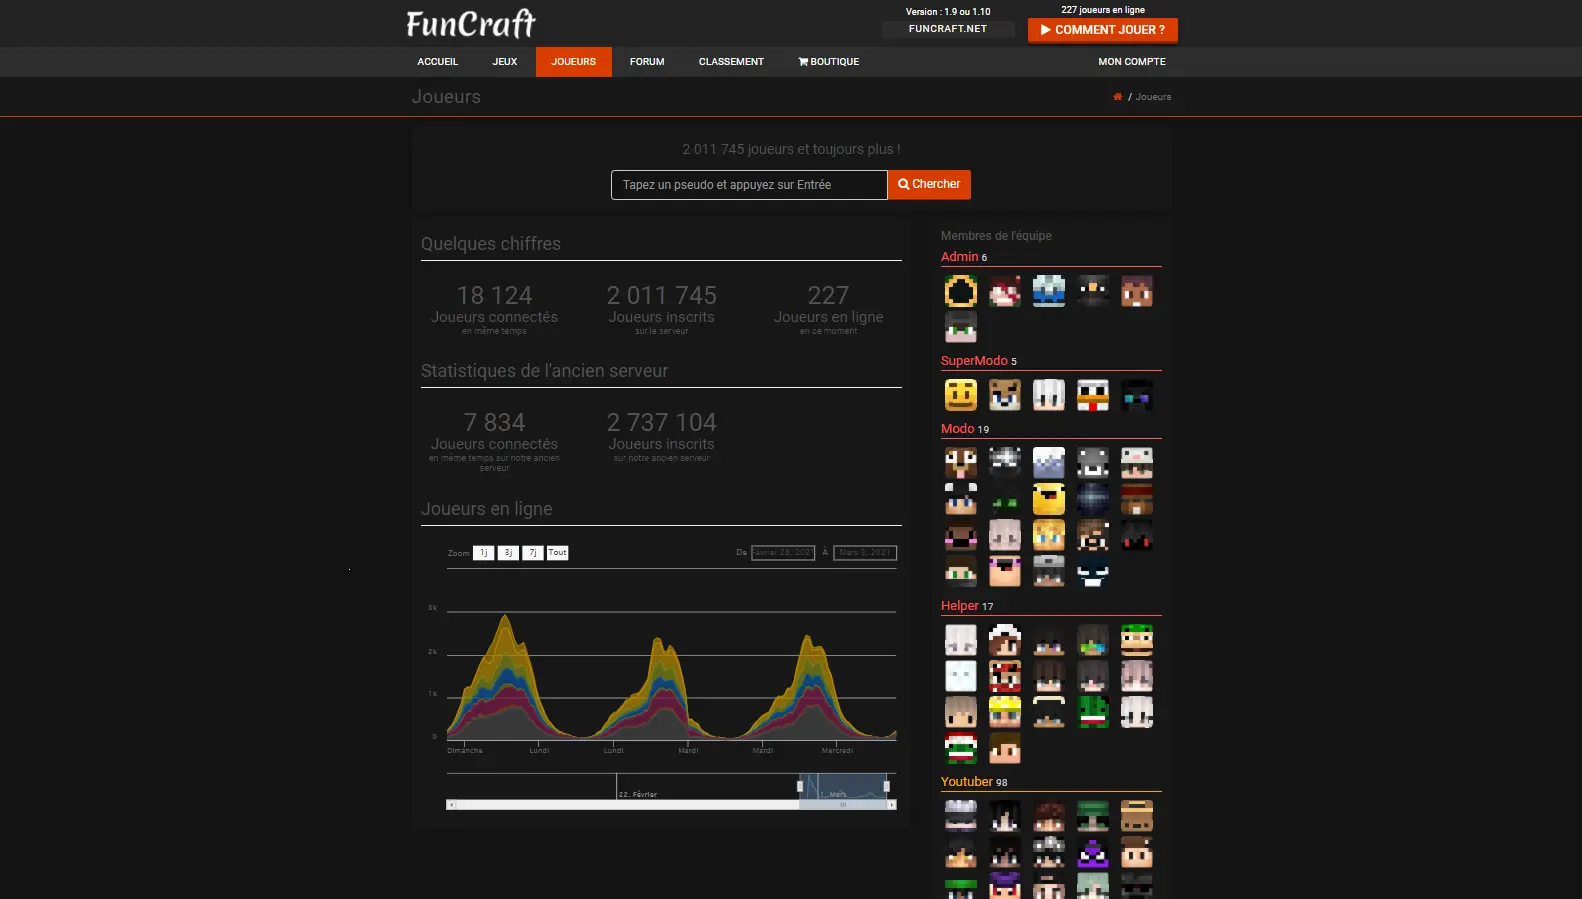 FunCraft
Version : 1.9 ou 1.10
FUNCRAFT.NET
227 joueurs en ligne
COMMENT JOUER ?
ACCUEIL JEUX JOUEURS FORUM CLASSEMENT BOUTIQUE MON COMPTE
Joueurs
/ Joueurs
2 011 745 joueurs et toujours plus !
Tapez un pseudo et appuyez sur Entrée
Chercher
Quelques chiffres
18 124
Joueurs connectés
en même temps
2 011 745
Joueurs inscrits
sur le serveur
227
Joueurs en ligne
en ce moment
Statistiques de l'ancien serveur
7 834
Joueurs connectés
en même temps sur notre ancien
serveur
2 737 104
Joueurs inscrits
sur notre ancien serveur
Joueurs en ligne
Zoom 1j 3j 7j Tout
De Février 28, 2021 À Mars 3, 2021
3k
2k
1k
0
Dimanche Lundi Lundi Mardi Mardi Mercredi
22. Février 1. Mars
Membres de l'équipe
Admin 6
SuperModo 5
Modo 19
Helper 17
Youtuber 98